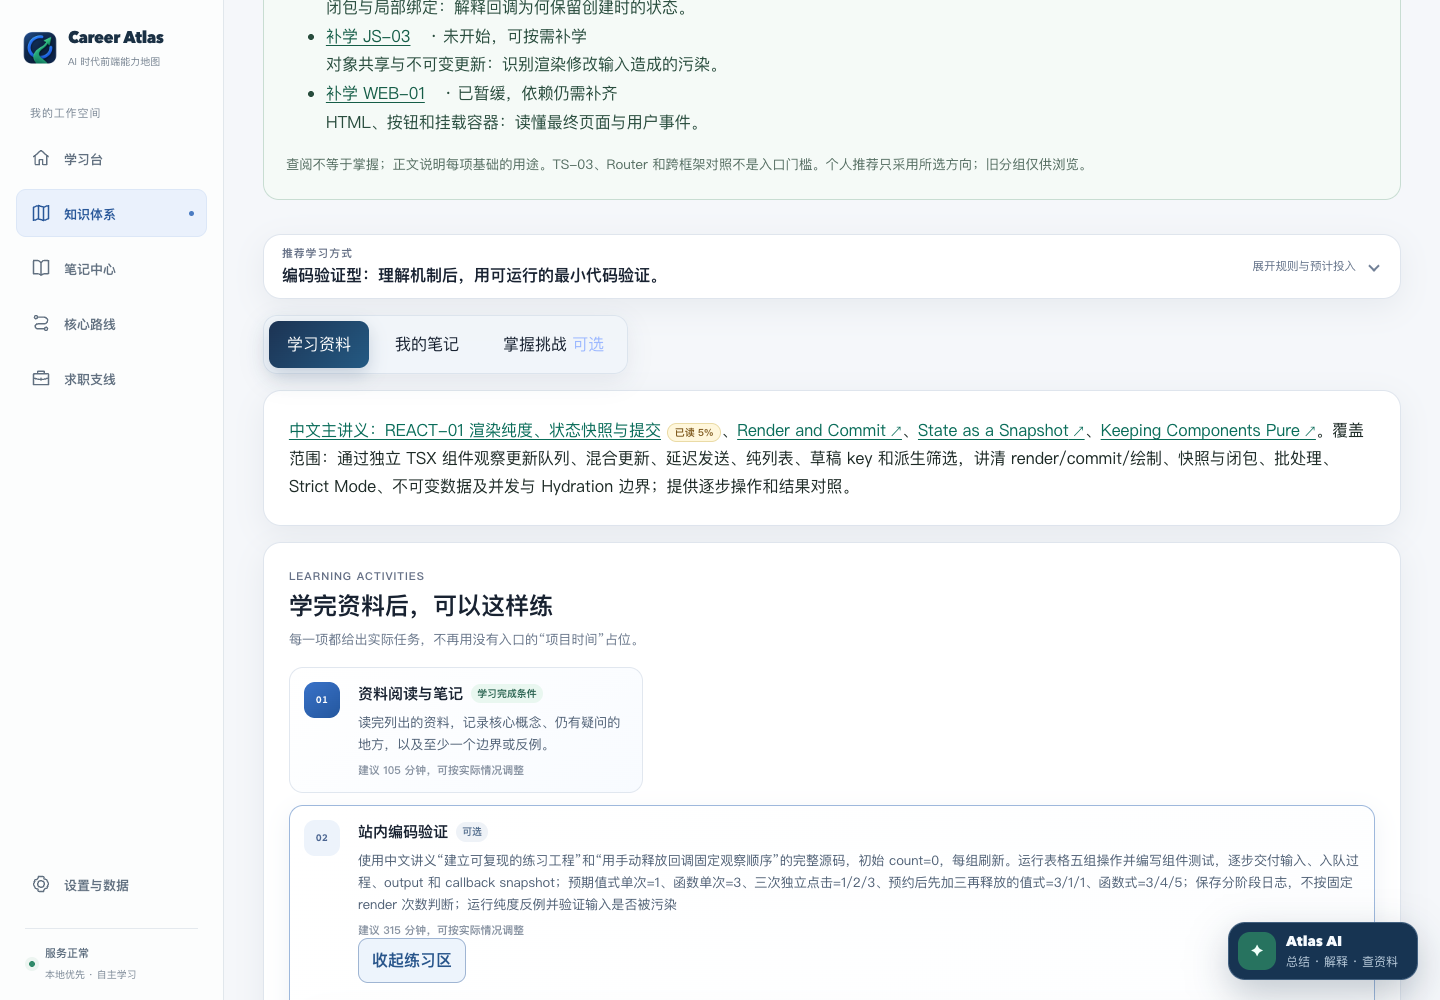 Career Atlas
AI 时代前端能力地图
我的工作空间
学习台
知识体系
笔记中心
核心路线
求职支线
设置与数据
服务正常
本地优先 · 自主学习
闭包与局部绑定：解释回调为何保留创建时的状态。
补学 JS-03 · 未开始，可按需补学
对象共享与不可变更新：识别渲染修改输入造成的污染。
补学 WEB-01 · 已暂缓，依赖仍需补齐
HTML、按钮和挂载容器：读懂最终页面与用户事件。
查阅不等于掌握；正文说明每项基础的用途。TS-03、Router 和跨框架对照不是入口门槛。个人推荐只采用所选方向；旧分组仅供浏览。
推荐学习方式
编码验证型：理解机制后，用可运行的最小代码验证。
展开规则与预计投入
学习资料
我的笔记
掌握挑战 可选
中文主讲义：REACT-01 渲染纯度、状态快照与提交 已读 5% 、Render and Commit ↗、State as a Snapshot ↗、Keeping Components Pure ↗。覆盖
范围：通过独立 TSX 组件观察更新队列、混合更新、延迟发送、纯列表、草稿 key 和派生筛选，讲清 render/commit/绘制、快照与闭包、批处理、
Strict Mode、不可变数据及并发与 Hydration 边界；提供逐步操作和结果对照。
LEARNING ACTIVITIES
学完资料后，可以这样练
每一项都给出实际任务，不再用没有入口的“项目时间”占位。
01
资料阅读与笔记 学习完成条件
读完列出的资料，记录核心概念、仍有疑问的
地方，以及至少一个边界或反例。
建议 105 分钟，可按实际情况调整
02
站内编码验证 可选
使用中文讲义“建立可复现的练习工程”和“用手动释放回调固定观察顺序”的完整源码，初始 count=0，每组刷新。运行表格五组操作并编写组件测试，逐步交付输入、入队过
程、output 和 callback snapshot；预期值式单次=1、函数单次=3、三次独立点击=1/2/3、预约后先加三再释放的值式=3/1/1、函数式=3/4/5；保存分阶段日志，不按固定
render 次数判断；运行纯度反例并验证输入是否被污染
建议 315 分钟，可按实际情况调整
收起练习区
Atlas AI
总结 · 解释 · 查资料